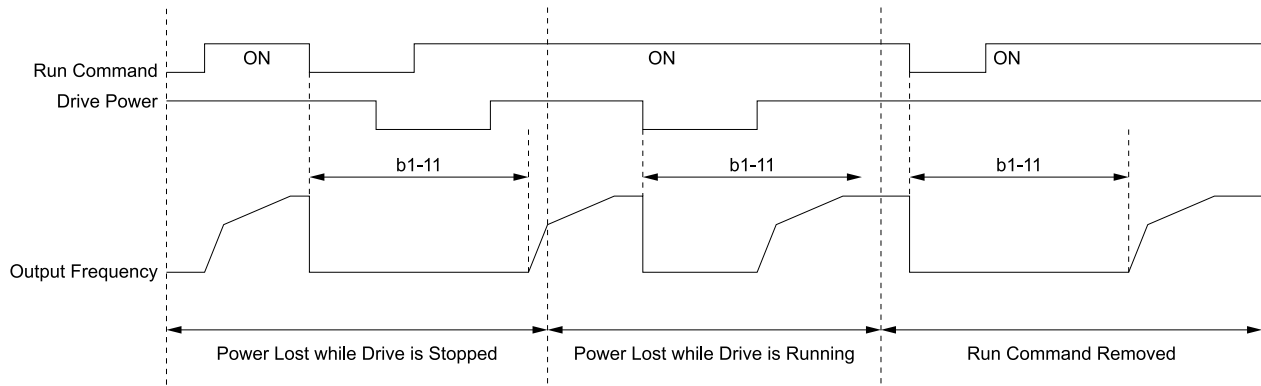 Run Command
ON
ON
ON
Drive Power
b1-11
b1-11
b1-11
Output Frequency
Power Lost while Drive is Stopped
Power Lost while Drive is Running
Run Command Removed